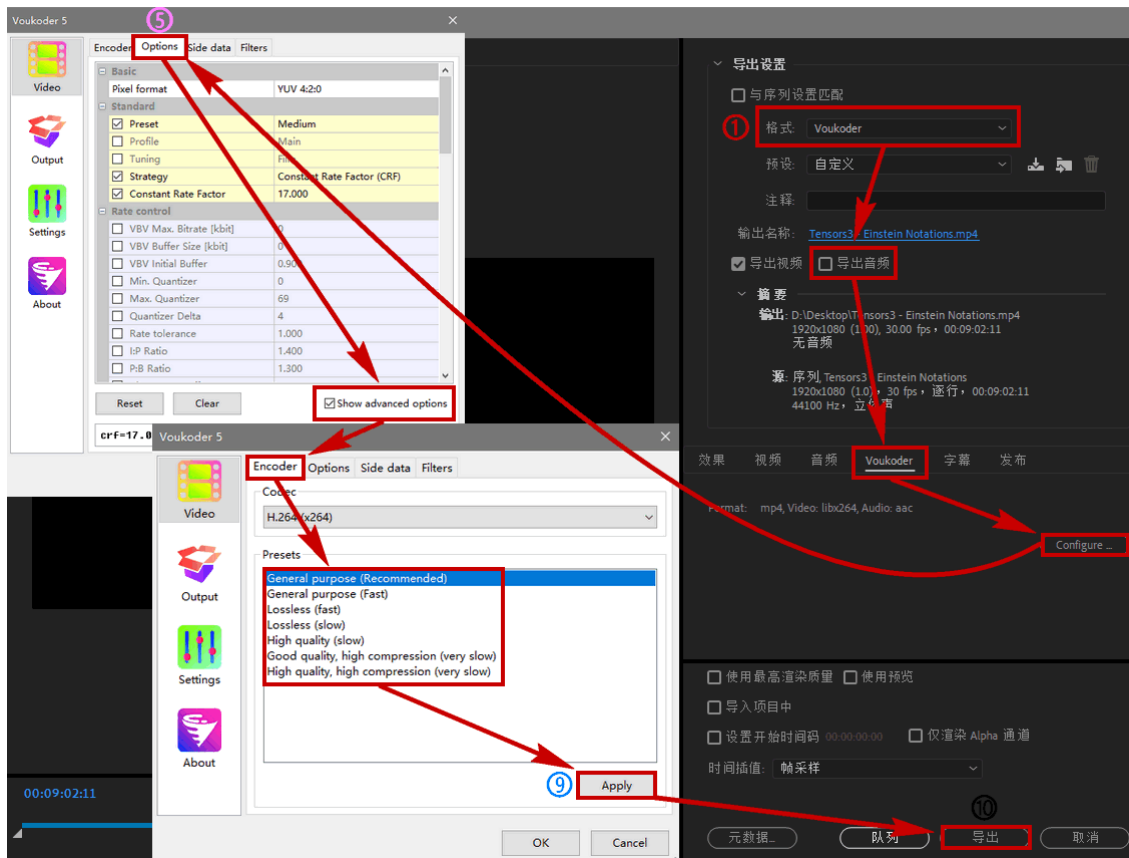 Voukoder 5
⑤
Encoder Options Side data Filters
Video
Output
Settings
About
Basic
Pixel format YUV 4:2:0
Standard
Preset Medium
Profile Main
Tuning
Strategy Constant Rate Factor (CRF)
Constant Rate Factor 17.000
Rate control
VBV Max. Bitrate [kbit] 0
VBV Buffer Size [kbit] 0
VBV Initial Buffer 0.900
Min. Quantizer 0
Max. Quantizer 69
Quantizer Delta 4
Rate tolerance 1.000
I:P Ratio 1.400
P:B Ratio 1.300
Reset Clear Show advanced options
crf=17.0
Voukoder 5
Encoder Options Side data Filters
Video
Output
Settings
About
Codec
H.264 (x264)
Presets
General purpose (Recommended)
General purpose (Fast)
Lossless (fast)
Lossless (slow)
High quality (slow)
Good quality, high compression (very slow)
High quality, high compression (very slow)
⑨ Apply
OK Cancel
00:09:02:11
导出设置
与序列设置匹配
① 格式: Voukoder
预设: 自定义
注释:
输出名称: Tensors3 - Einstein Notations.mp4
导出视频 导出音频
摘要
输出: D:\Desktop\Tensors3 - Einstein Notations.mp4
1920x1080 (1.0), 30.00 fps, 00:09:02:11
无音频
源: 序列, Tensors3 - Einstein Notations
1920x1080 (1.0), 30 fps, 逐行, 00:09:02:11
44100 Hz, 立体声
效果 视频 音频 Voukoder 字幕 发布
Format: mp4, Video: libx264, Audio: aac
Configure ...
使用最高渲染质量 使用预览
导入项目中
设置开始时间码 00:00:00:00 仅渲染 Alpha 通道
时间插值: 帧采样
⑩
元数据... 队列 导出 取消